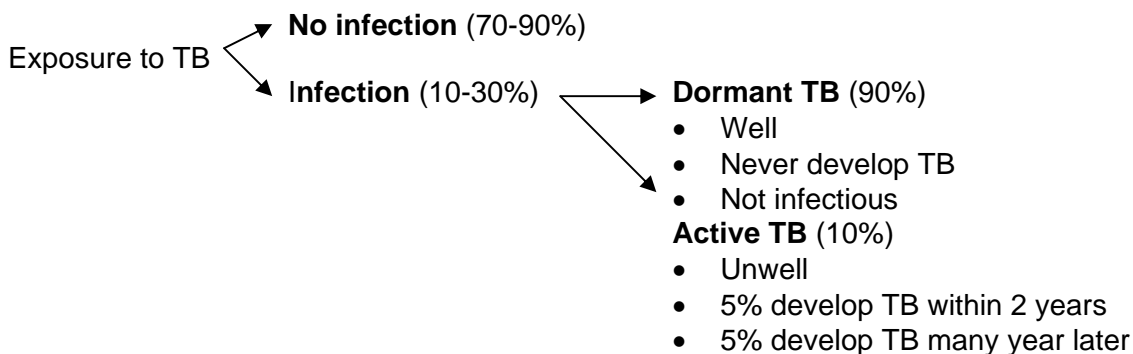 No infection (70-90%)
Exposure to TB
Infection (10-30%)
Dormant TB (90%)
• Well
• Never develop TB
• Not infectious
Active TB (10%)
• Unwell
• 5% develop TB within 2 years
• 5% develop TB many year later